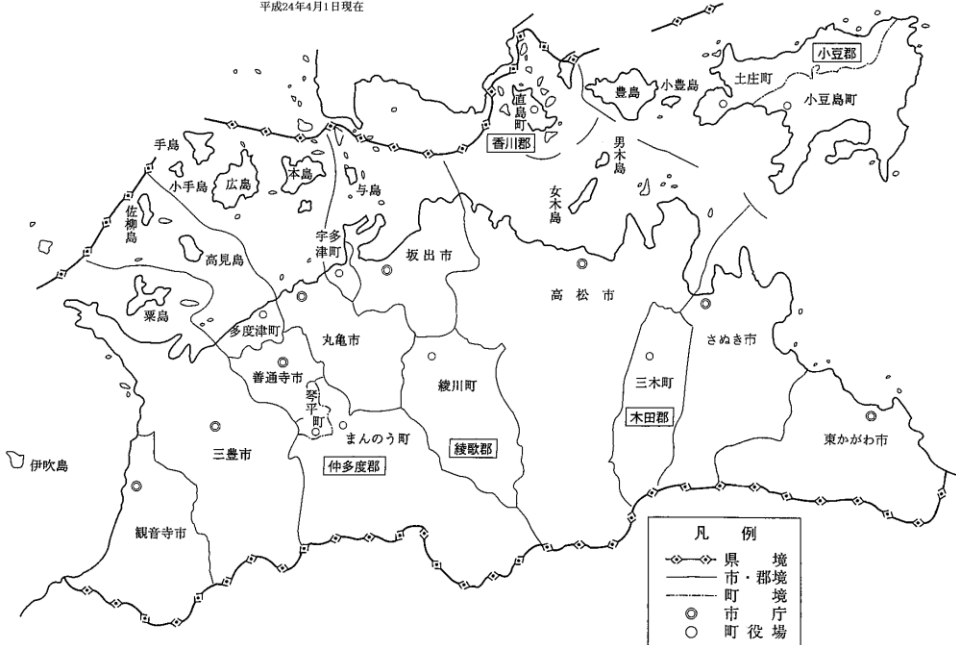 平成24年4月1日現在
小豆郡
土庄町
小豆島町
豊島
小豊島
直島町
香川郡
男木島
女木島
手島
小手島
広島
本島
与島
佐柳島
高見島
粟島
宇多津町
坂出市
高松市
多度津町
丸亀市
さぬき市
善通寺市
琴平町
綾川町
三木町
木田郡
まんのう町
仲多度郡
綾歌郡
東かがわ市
三豊市
伊吹島
観音寺市
凡例
県境
市・郡境
町境
市庁
町役場